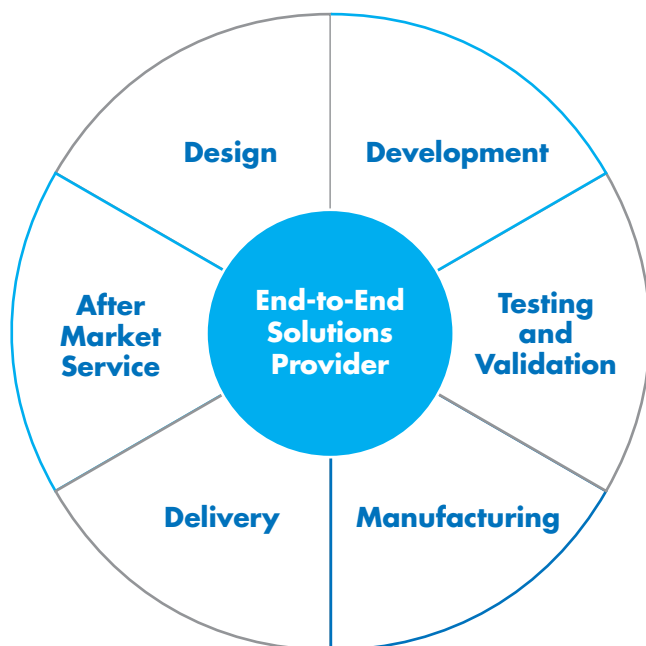 Design
Development
After
Market
Service
End-to-End
Solutions
Provider
Testing
and
Validation
Delivery
Manufacturing